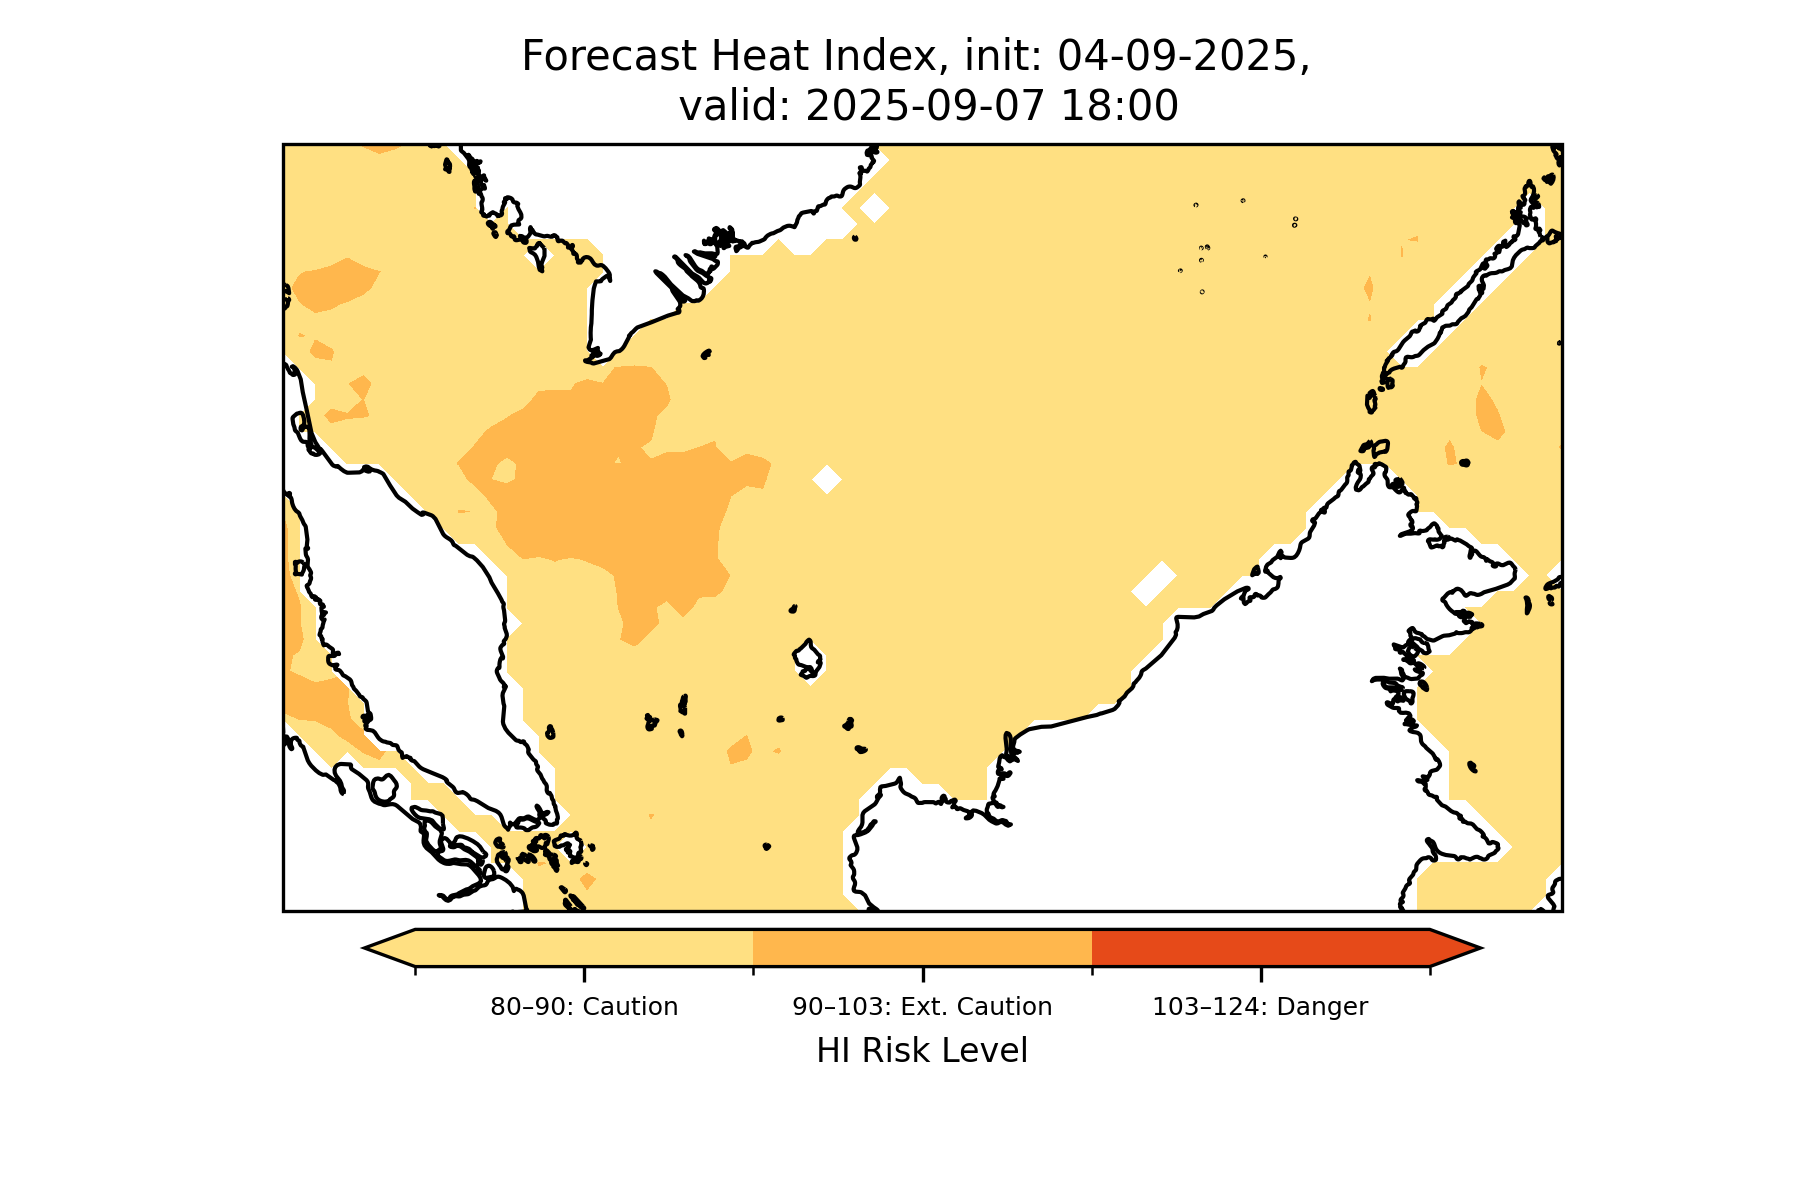 Forecast Heat Index, init: 04-09-2025,
valid: 2025-09-07 18:00
80–90: Caution
90–103: Ext. Caution
103–124: Danger
HI Risk Level